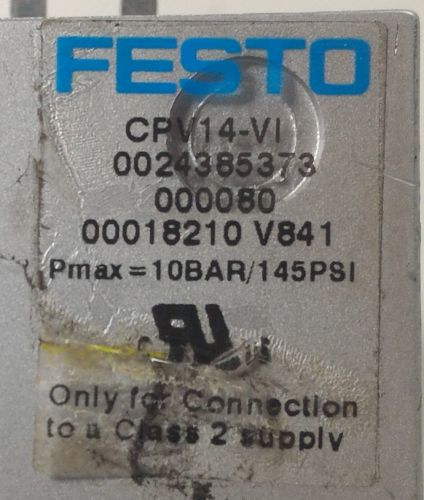 FESTO
CPV14-VI
0024385373
000080
00018210 V841
Pmax=10BAR/145PSI
Only for Connection
to a Class 2 supply